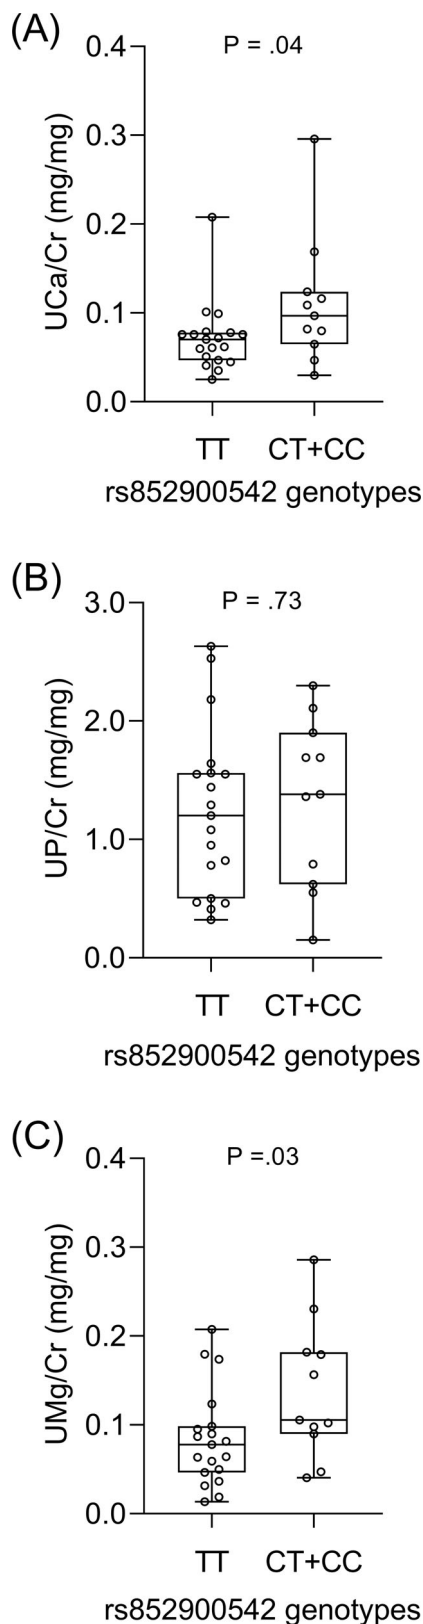 (A)
P = .04
UCa/Cr (mg/mg)
0.4
0.3
0.2
0.1
0.0
TT CT+CC
rs852900542 genotypes
(B)
P = .73
UP/Cr (mg/mg)
3.0
2.0
1.0
0.0
TT CT+CC
rs852900542 genotypes
(C)
P =.03
UMg/Cr (mg/mg)
0.4
0.3
0.2
0.1
0.0
TT CT+CC
rs852900542 genotypes